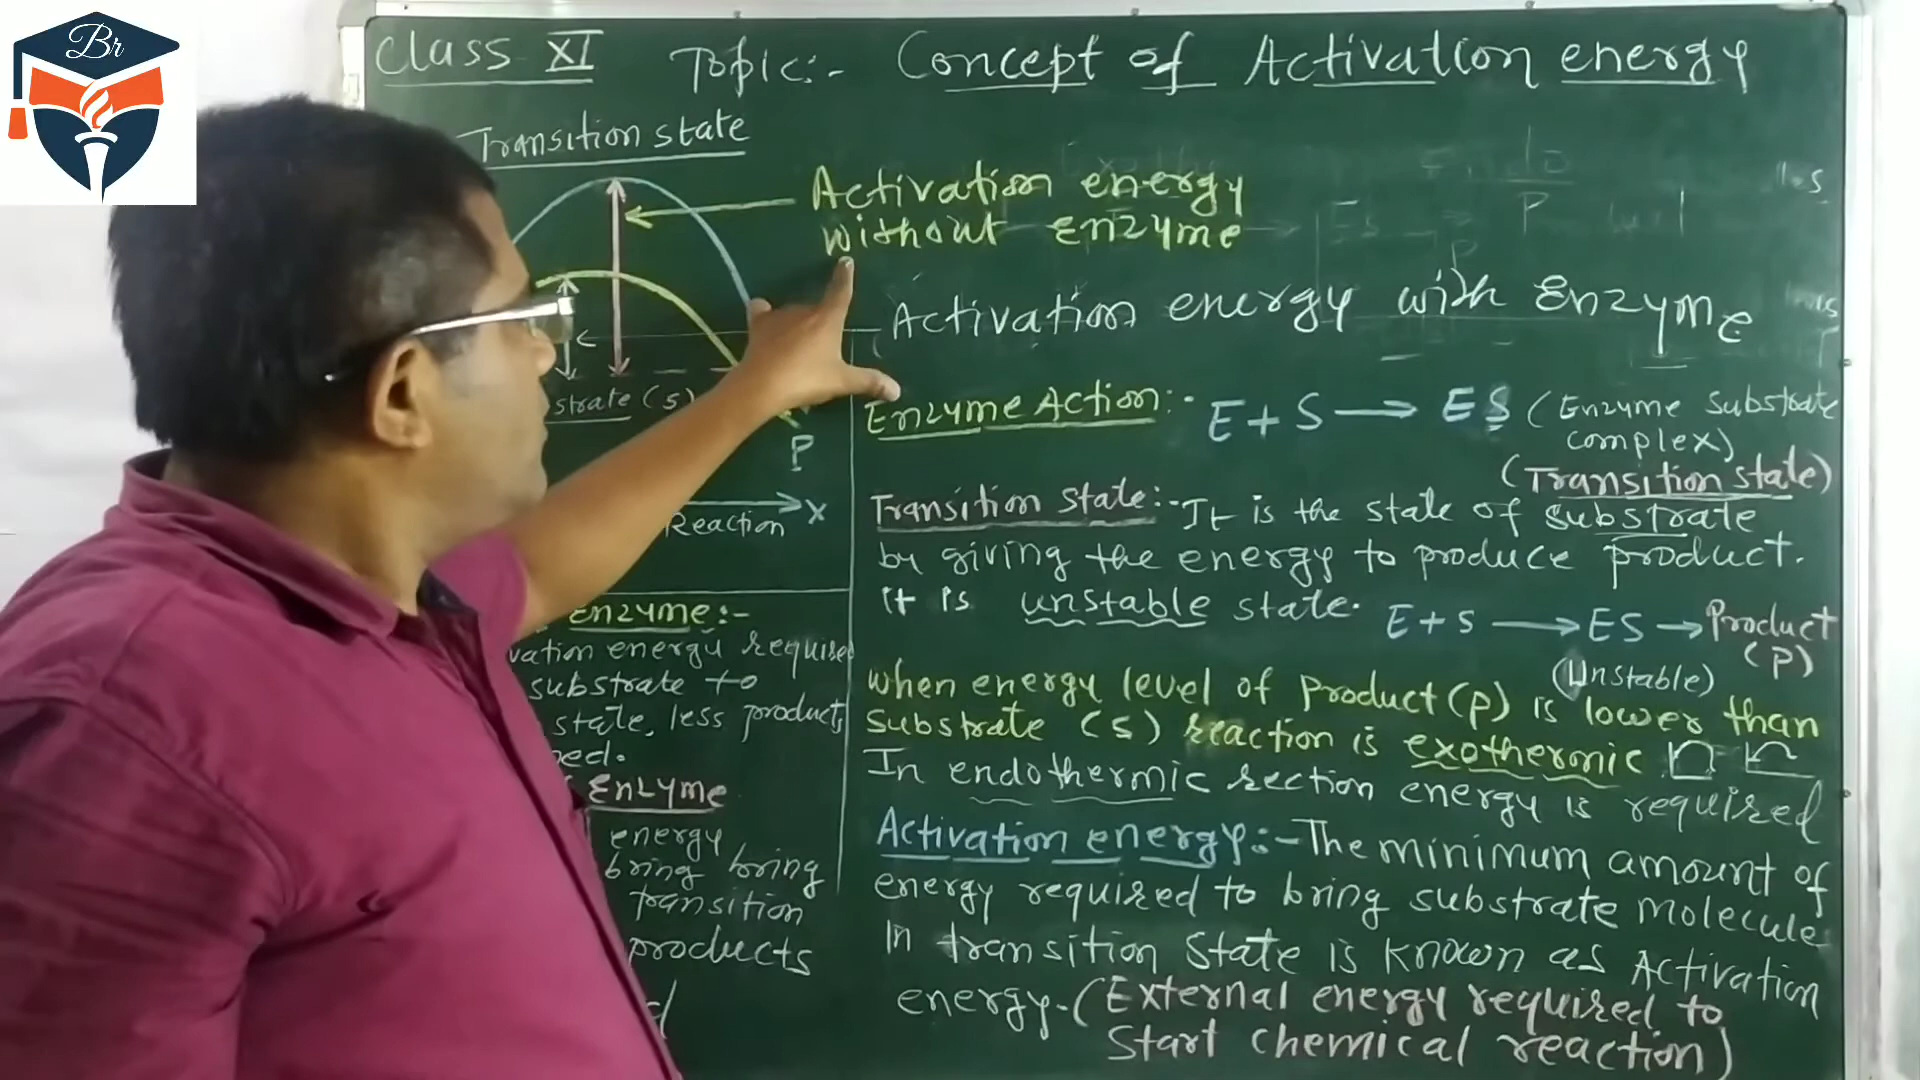 Br
Class XI Topic:- Concept of Activation energy
Transition state
Activation energy
without Enzyme
Activation energy with Enzyme
strate (S)
P
X
Reaction
Enzyme:-
vation energy required
substrate to
state, less products
ned.
Enzyme
energy
bring bring
transition
products
Enzyme Action:- E + S → ES (Enzyme Substrate
complex)
(Transition state)
Transition state:- It is the state of substrate
by giving the energy to produce product.
it is unstable state. E + S → ES → Product
(Unstable) (P)
when energy level of product (P) is lower than
substrate (S) reaction is exothermic
In endothermic rection energy is required
Activation energy:- The minimum amount of
energy required to bring substrate molecule
in transition state is known as Activation
energy. (External energy required to
start chemical reaction)